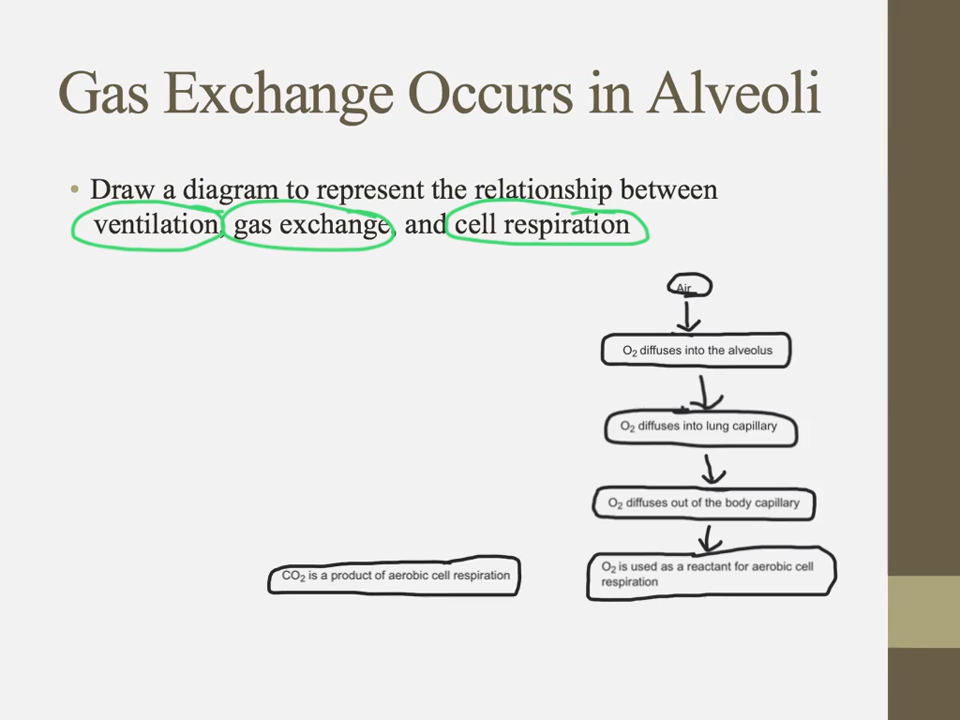 Gas Exchange Occurs in Alveoli
• Draw a diagram to represent the relationship between
ventilation, gas exchange, and cell respiration
Air
O₂ diffuses into the alveolus
O₂ diffuses into lung capillary
O₂ diffuses out of the body capillary
CO₂ is a product of aerobic cell respiration
O₂ is used as a reactant for aerobic cell
respiration